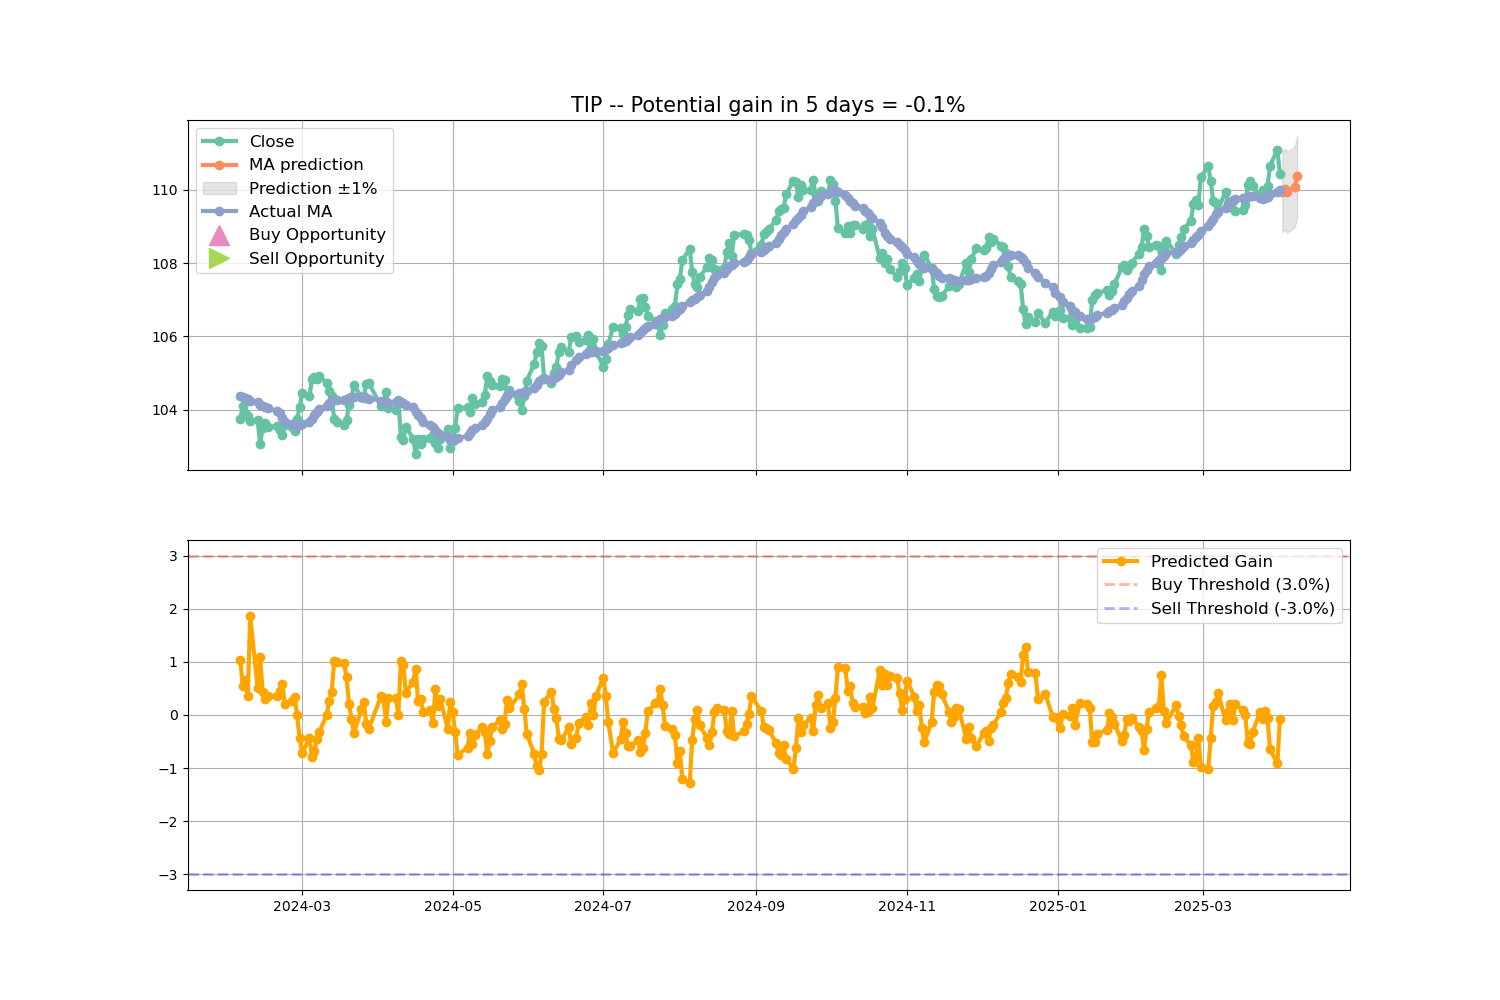 TIP -- Potential gain in 5 days = -0.1%
Close
MA prediction
Prediction ±1%
Actual MA
Buy Opportunity
Sell Opportunity
110
108
106
104
Predicted Gain
Buy Threshold (3.0%)
Sell Threshold (-3.0%)
3
2
1
0
−1
−2
−3
2024-03
2024-05
2024-07
2024-09
2024-11
2025-01
2025-03